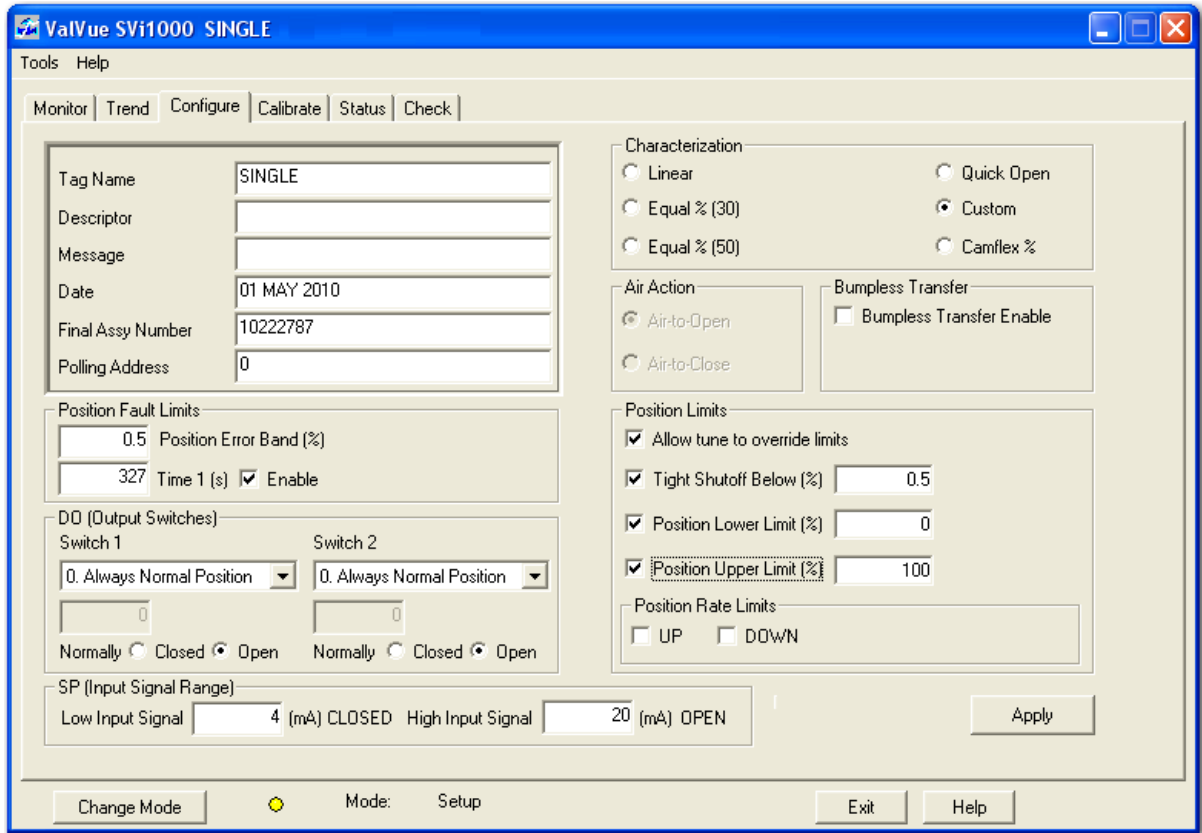 ValVue SVi1000 SINGLE
Tools Help
Monitor Trend Configure Calibrate Status Check
Tag Name SINGLE
Descriptor
Message
Date 01 MAY 2010
Final Assy Number 10222787
Polling Address 0
Position Fault Limits
0.5 Position Error Band (%)
327 Time 1 (s) Enable
DO (Output Switches)
Switch 1 Switch 2
0. Always Normal Position 0. Always Normal Position
0 0
Normally Closed Open Normally Closed Open
SP (Input Signal Range)
Low Input Signal 4 (mA) CLOSED High Input Signal 20 (mA) OPEN
Characterization
Linear Quick Open
Equal % (30) Custom
Equal % (50) Camflex %
Air Action
Air-to-Open
Air-to-Close
Bumpless Transfer
Bumpless Transfer Enable
Position Limits
Allow tune to override limits
Tight Shutoff Below (%) 0.5
Position Lower Limit (%) 0
Position Upper Limit (%) 100
Position Rate Limits
UP DOWN
Apply
Change Mode Mode: Setup Exit Help